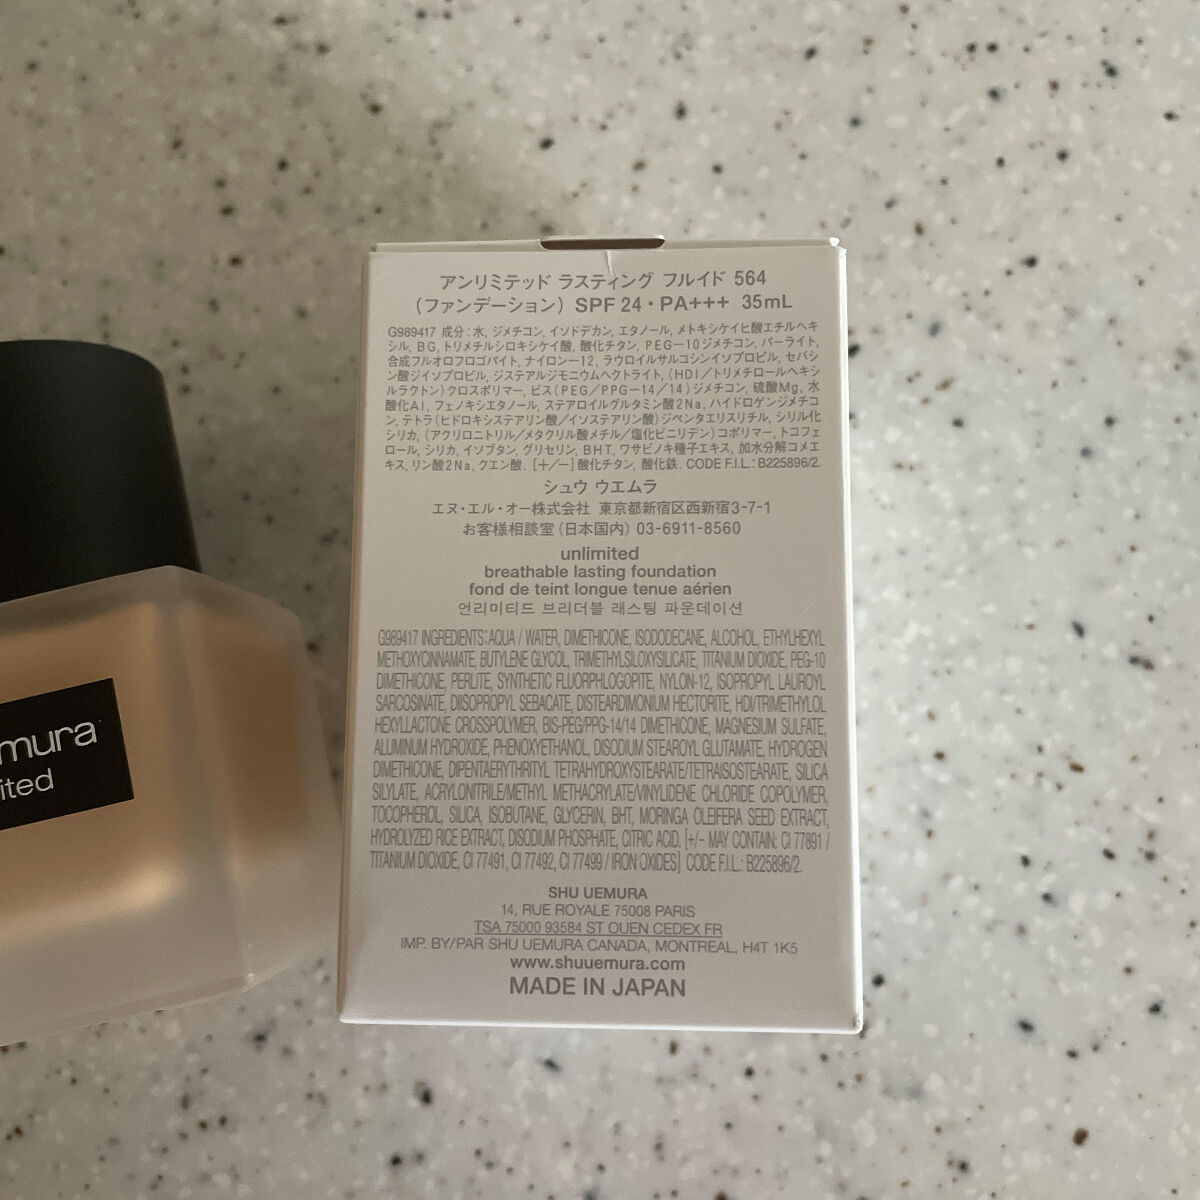 アンリミテッド ラスティング フルイド 564
(ファンデーション) SPF 24・PA+++ 35mL
G989417 成分：水, ジメチコン, イソドデカン, エタノール, メトキシケイヒ酸エチルヘキ
シル, BG, トリメチルシロキシケイ酸, 酸化チタン, PEGー10ジメチコン, パーライト,
合成フルオロフロゴパイト, ナイロンー12, ラウロイルサルコシンイソプロピル, セバシ
ン酸ジイソプロピル, ジステアルジモニウムヘクトライト, (HDI／トリメチロールヘキシ
ルラクトン)クロスポリマー, ビス(PEG／PPGー14／14)ジメチコン, 硫酸Mg, 水
酸化Al, フェノキシエタノール, ステアロイルグルタミン酸2Na, ハイドロゲンジメチコ
ン, テトラ(ヒドロキシステアリン酸／イソステアリン酸)ジペンタエリスリチル, シリル化
シリカ, (アクリロニトリル／メタクリル酸メチル／塩化ビニリデン)コポリマー, トコフェ
ロール, シリカ, イソブタン, グリセリン, BHT, ワサビノキ種子エキス, 加水分解コメエ
キス, リン酸2Na, クエン酸. [+/ー]酸化チタン, 酸化鉄. CODE F.I.L.: B225896/2.
シュウ ウエムラ
エヌ・エル・オー株式会社 東京都新宿区西新宿3-7-1
お客様相談室(日本国内) 03-6911-8560
unlimited
breathable lasting foundation
fond de teint longue tenue aérien
언리미티드 브리더블 래스팅 파운데이션
G989417 INGREDIENTS: AQUA / WATER, DIMETHICONE, ISODODECANE, ALCOHOL, ETHYLHEXYL
METHOXYCINNAMATE, BUTYLENE GLYCOL, TRIMETHYLSILOXYSILICATE, TITANIUM DIOXIDE, PEG-10
DIMETHICONE, PERLITE, SYNTHETIC FLUORPHLOGOPITE, NYLON-12, ISOPROPYL LAUROYL
SARCOSINATE, DIISOPROPYL SEBACATE, DISTEARDIMONIUM HECTORITE, HDI/TRIMETHYLOL
HEXYLLACTONE CROSSPOLYMER, BIS-PEG/PPG-14/14 DIMETHICONE, MAGNESIUM SULFATE,
ALUMINUM HYDROXIDE, PHENOXYETHANOL, DISODIUM STEAROYL GLUTAMATE, HYDROGEN
DIMETHICONE, DIPENTAERYTHRITYL TETRAHYDROXYSTEARATE/TETRAISOSTEARATE, SILICA
SILYLATE, ACRYLONITRILE/METHYL METHACRYLATE/VINYLIDENE CHLORIDE COPOLYMER,
TOCOPHEROL, SILICA, ISOBUTANE, GLYCERIN, BHT, MORINGA OLEIFERA SEED EXTRACT,
HYDROLYZED RICE EXTRACT, DISODIUM PHOSPHATE, CITRIC ACID. [+/- MAY CONTAIN: CI 77891 /
TITANIUM DIOXIDE, CI 77491, CI 77492, CI 77499 / IRON OXIDES] CODE F.I.L.: B225896/2.
SHU UEMURA
14, RUE ROYALE 75008 PARIS
TSA 75000 93584 ST OUEN CEDEX FR
IMP. BY/PAR SHU UEMURA CANADA, MONTREAL, H4T 1K5
www.shuuemura.com
MADE IN JAPAN
mura
ited